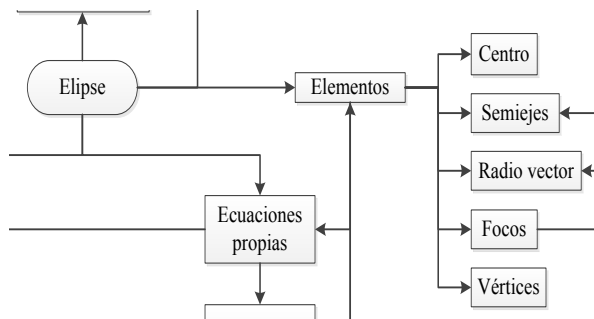 Elipse
Elementos
Centro
Semiejes
Radio vector
Focos
Vértices
Ecuaciones
propias